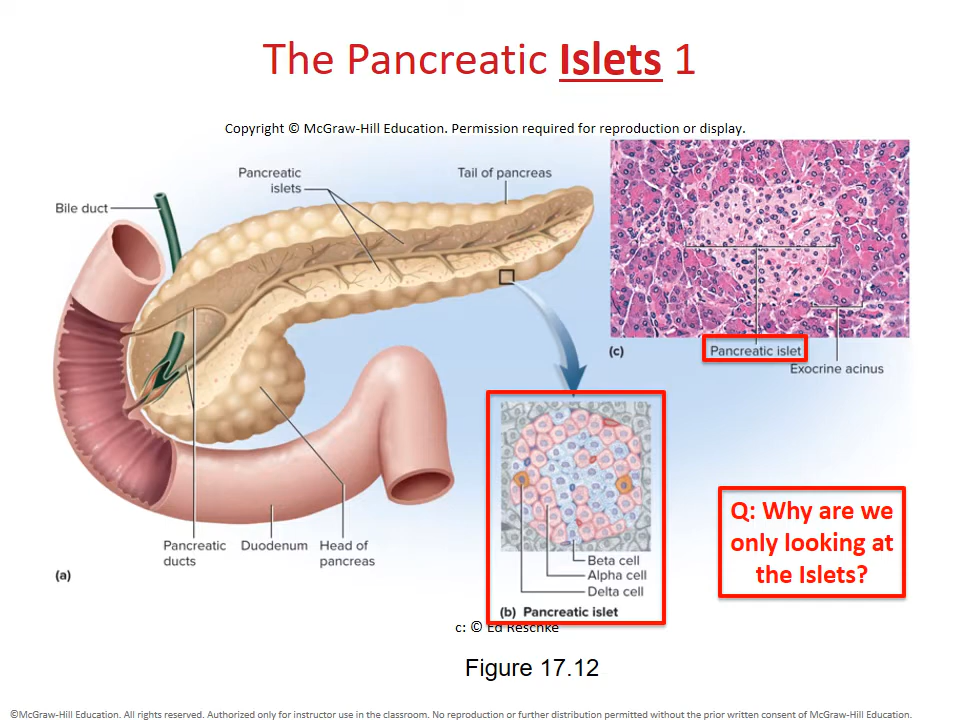 The Pancreatic Islets 1
Copyright © McGraw-Hill Education. Permission required for reproduction or display.
Pancreatic
islets
Tail of pancreas
Bile duct
(c)
Pancreatic islet
Exocrine acinus
Q: Why are we
only looking at
the Islets?
Pancreatic
ducts
Duodenum
Head of
pancreas
(a)
Beta cell
Alpha cell
Delta cell
(b) Pancreatic islet
c: © Ed Reschke
Figure 17.12
©McGraw-Hill Education. All rights reserved. Authorized only for instructor use in the classroom. No reproduction or further distribution permitted without the prior written consent of McGraw-Hill Education.